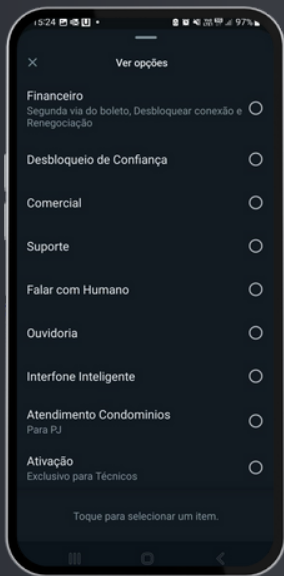 15:24
97%
Ver opções
Financeiro
Segunda via do boleto, Desbloquear conexão e
Renegociação
Desbloqueio de Confiança
Comercial
Suporte
Falar com Humano
Ouvidoria
Interfone Inteligente
Atendimento Condominios
Para PJ
Ativação
Exclusivo para Técnicos
Toque para selecionar um item.